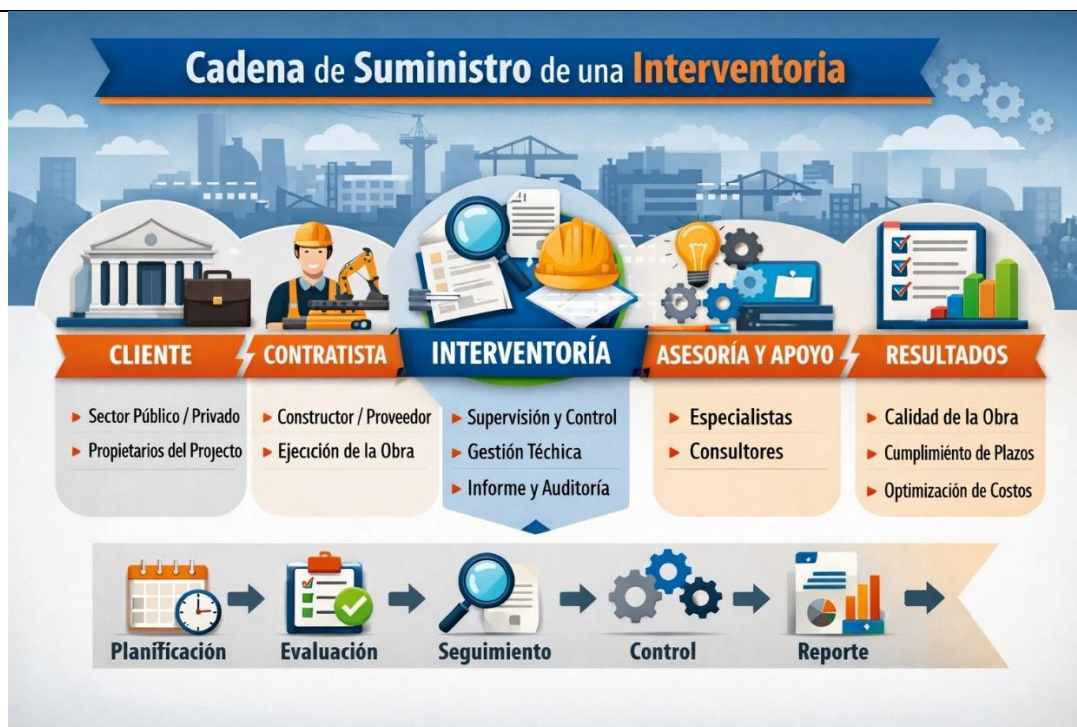 Cadena de Suministro de una Interventoria
CLIENTE
Sector Público / Privado
Propietarios del Projecto
CONTRATISTA
Constructor / Proveedor
Ejecución de la Obra
INTERVENTORÍA
Supervisión y Control
Gestión Téchica
Informe y Auditoría
ASESORÍA Y APOYO
Especialistas
Consultores
RESULTADOS
Calidad de la Obra
Cumplimiénto de Plazos
Optimización de Costos
Planificación
Evaluación
Seguimiento
Control
Reporte